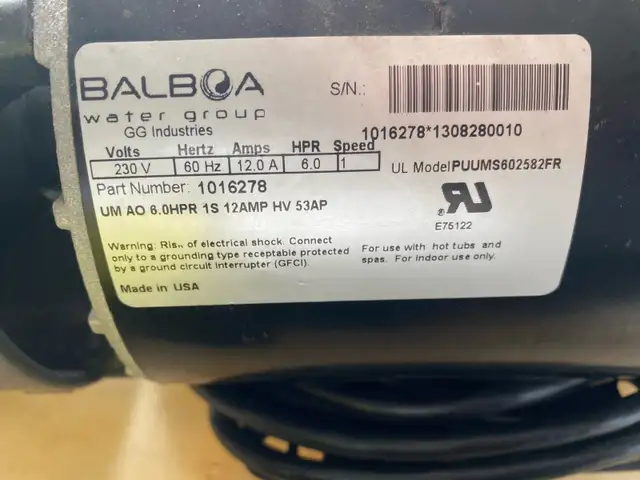 BALBOA
water group
GG Industries
S/N.:
1016278*1308280010
Volts Hertz Amps HPR Speed
230 V 60 Hz 12.0 A 6.0 1
UL Model PUUMS602582FR
Part Number: 1016278
UM AO 6.0HPR 1S 12AMP HV 53AP
E75122
Warning: Risk of electrical shock. Connect
only to a grounding type receptable protected
by a ground circuit interrupter (GFCI).
For use with hot tubs and
spas. For indoor use only.
Made in USA